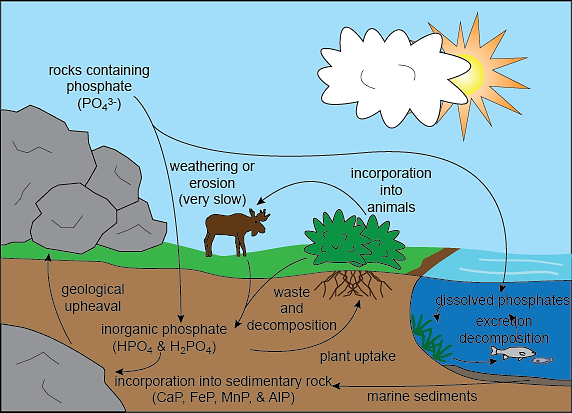 rocks containing
phosphate
(PO₄³⁻)
weathering or
erosion
(very slow)
incorporation
into
animals
geological
upheaval
waste
and
decomposition
dissolved phosphates
excretion
decomposition
inorganic phosphate
(HPO₄ & H₂PO₄)
plant uptake
incorporation into sedimentary rock
(CaP, FeP, MnP, & AlP)
marine sediments